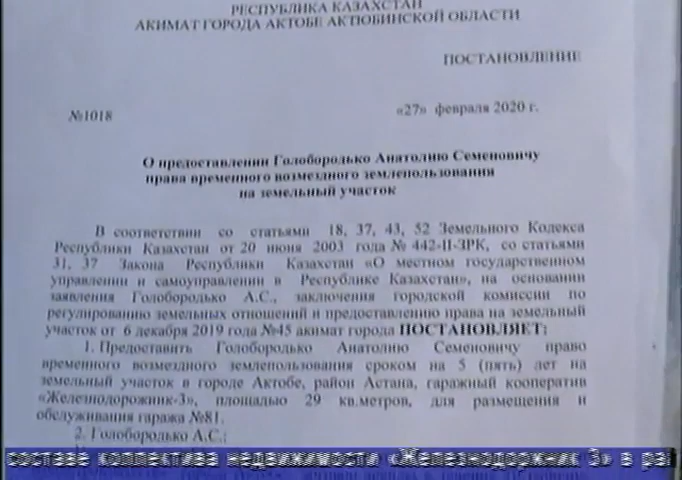 РЕСПУБЛИКА КАЗАХСТАН
АКИМАТ ГОРОДА АКТОБЕ АКТЮБИНСКОЙ ОБЛАСТИ
ПОСТАНОВЛЕНИЕ
№1018
«27» февраля 2020 г.
О предоставлении Голобородько Анатолию Семеновичу
права временного возмездного землепользования
на земельный участок
В соответствии со статьями 18, 37, 43, 52 Земельного Кодекса
Республики Казахстан от 20 июня 2003 года № 442-II-ЗРК, со статьями
31, 37 Закона Республики Казахстан «О местном государственном
управлении и самоуправлении в Республике Казахстан», на основании
заявления Голобородько А.С., заключения городской комиссии по
регулированию земельных отношений и предоставлению права на земельный
участок от 6 декабря 2019 года №45 акимат города ПОСТАНОВЛЯЕТ:
1. Предоставить Голобородько Анатолию Семеновичу право
временного возмездного землепользования сроком на 5 (пять) лет на
земельный участок в городе Актобе, район Астана, гаражный кооператив
«Железнодорожник-3», площадью 29 кв.метров, для размещения и
обслуживания гаража №81.
2. Голобородько А.С.:
недвижимости «Железнодорожник 3» в